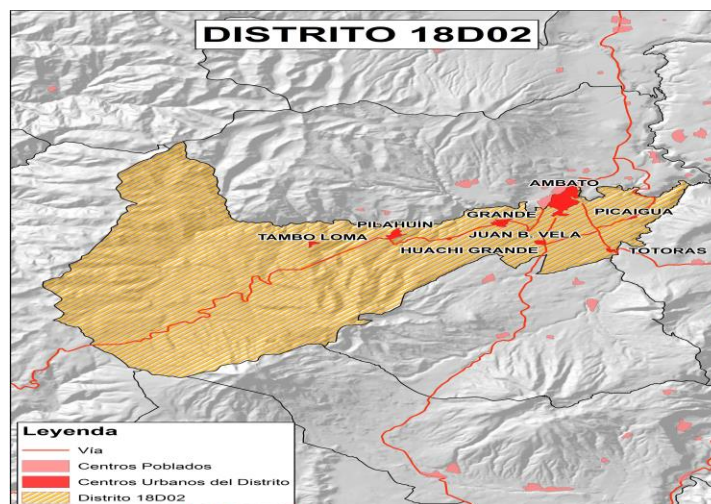 DISTRITO 18D02
AMBATO
GRANDE
PICAIGUA
PILAHUIN
JUAN B. VELA
TAMBO LOMA
HUACHI GRANDE
TOTORAS
Leyenda
Vía
Centros Poblados
Centros Urbanos del Distrito
Distrito 18D02